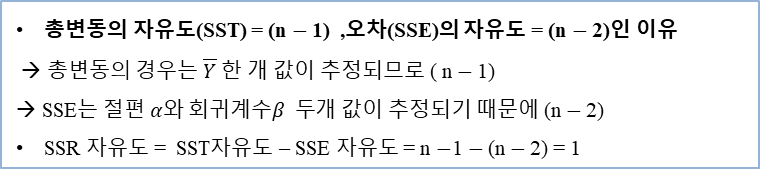 • 총변동의 자유도(SST) = (n − 1) ,오차(SSE)의 자유도 = (n − 2)인 이유
→ 총변동의 경우는 Y̅ 한 개 값이 추정되므로 ( n − 1)
→ SSE는 절편 α와 회귀계수β 두개 값이 추정되기 때문에 (n − 2)
• SSR 자유도 = SST자유도 – SSE 자유도 = n −1 − (n − 2) = 1